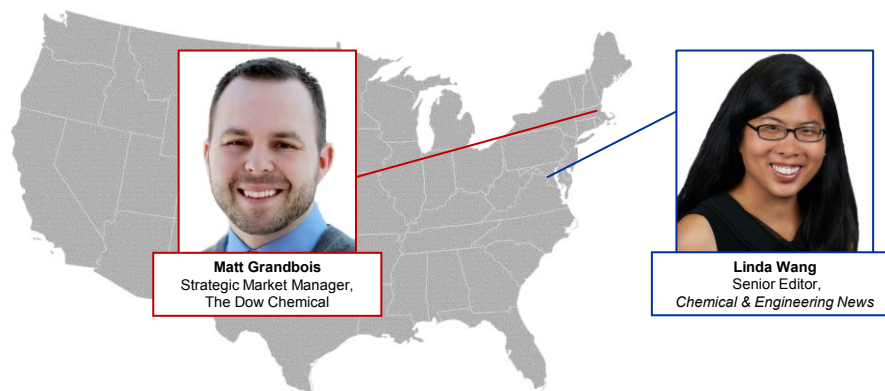 Matt Grandbois
Strategic Market Manager,
The Dow Chemical
Linda Wang
Senior Editor,
Chemical & Engineering News